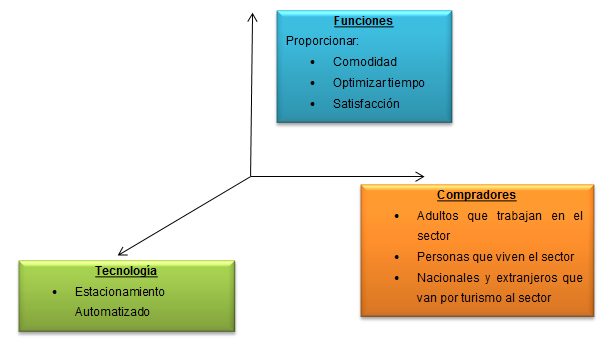 Funciones
Proporcionar:
• Comodidad
• Optimizar tiempo
• Satisfacción
Compradores
• Adultos que trabajan en el
sector
• Personas que viven el sector
• Nacionales y extranjeros que
van por turismo al sector
Tecnología
• Estacionamiento
Automatizado